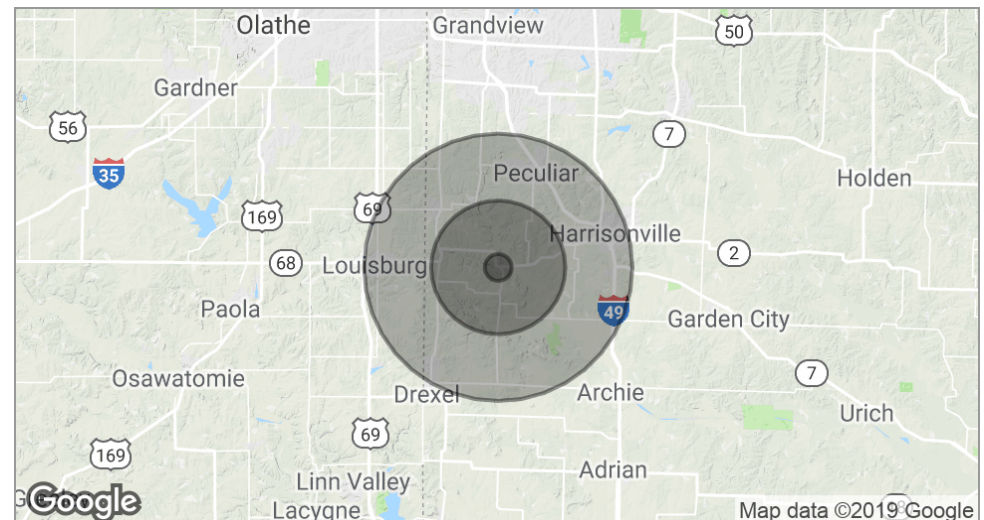 Olathe
Grandview
50
Gardner
56
7
35
Peculiar
Holden
69
169
Harrisonville
2
68
Louisburg
Paola
49
Garden City
7
Osawatomie
Drexel
Archie
Urich
69
169
Adrian
Linn Valley
Google
Lacygne
Map data ©2019 Google